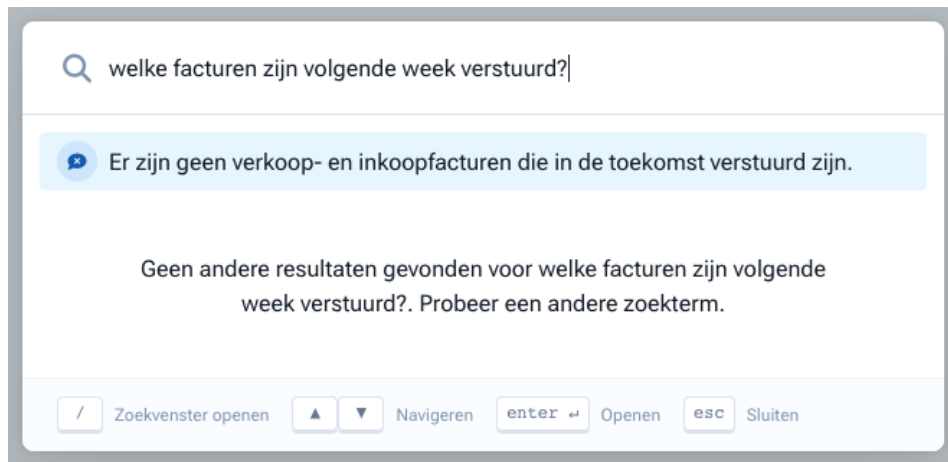 welke facturen zijn volgende week verstuurd?
Er zijn geen verkoop- en inkoopfacturen die in de toekomst verstuurd zijn.
Geen andere resultaten gevonden voor welke facturen zijn volgende
week verstuurd?. Probeer een andere zoekterm.
/ Zoekvenster openen ▲ ▼ Navigeren enter ↵ Openen esc Sluiten